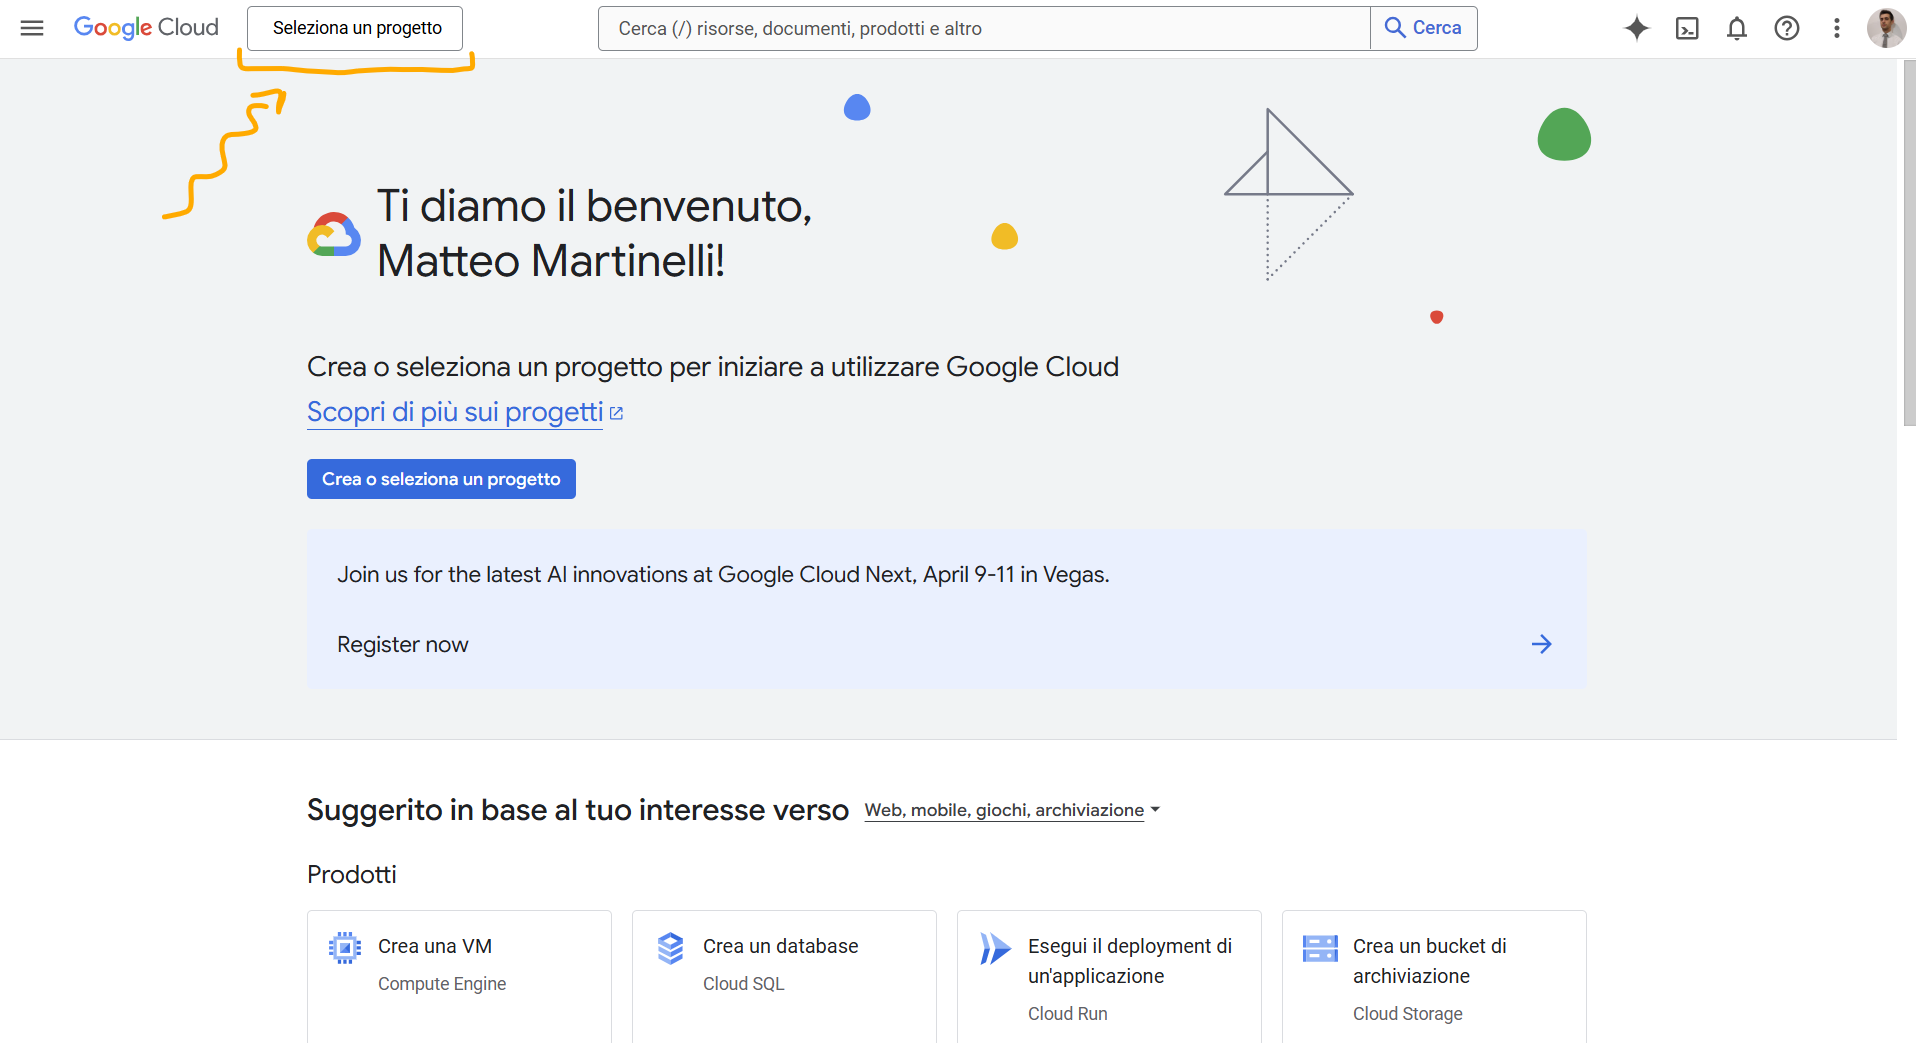 Google Cloud
Seleziona un progetto
Cerca (/) risorse, documenti, prodotti e altro
Cerca
Ti diamo il benvenuto,
Matteo Martinelli!
Crea o seleziona un progetto per iniziare a utilizzare Google Cloud
Scopri di più sui progetti
Crea o seleziona un progetto
Join us for the latest AI innovations at Google Cloud Next, April 9-11 in Vegas.
Register now
Suggerito in base al tuo interesse verso
Web, mobile, giochi, archiviazione
Prodotti
Crea una VM
Compute Engine
Crea un database
Cloud SQL
Esegui il deployment di
un'applicazione
Cloud Run
Crea un bucket di
archiviazione
Cloud Storage